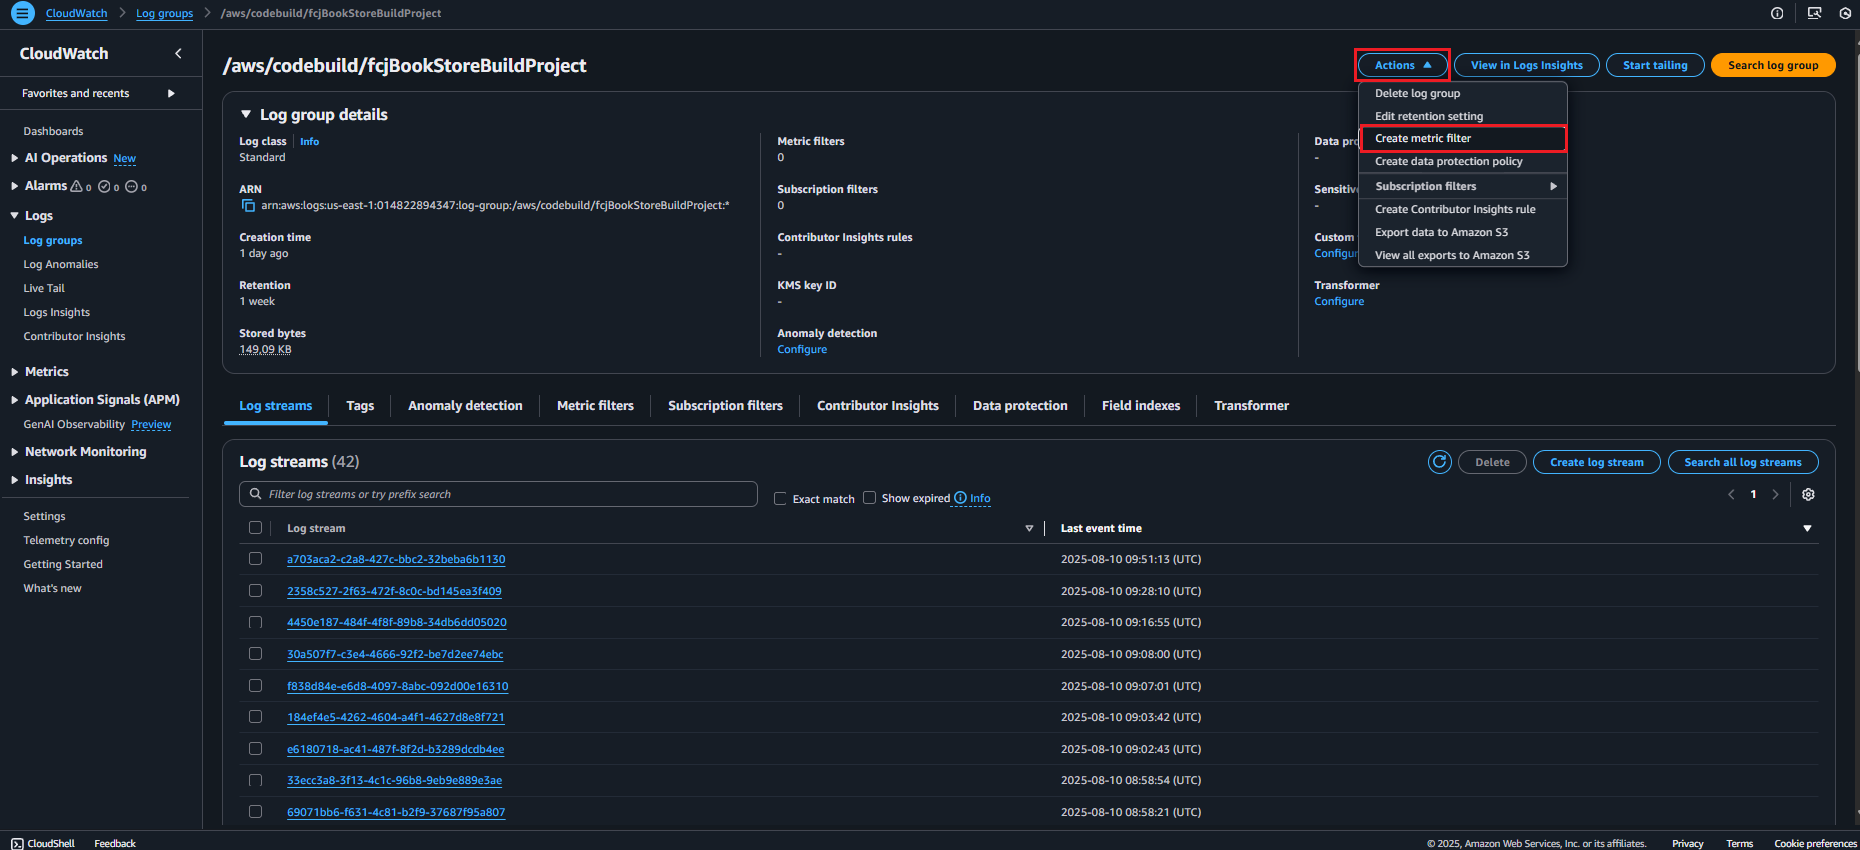 CloudWatch > Log groups > /aws/codebuild/fcjBookStoreBuildProject
CloudWatch
Favorites and recents
Dashboards
AI Operations New
Alarms 0 0 0
Logs
Log groups
Log Anomalies
Live Tail
Logs Insights
Contributor Insights
Metrics
Application Signals (APM)
GenAI Observability Preview
Network Monitoring
Insights
Settings
Telemetry config
Getting Started
What's new
/aws/codebuild/fcjBookStoreBuildProject
Actions
View in Logs Insights
Start tailing
Search log group
Delete log group
Edit retention setting
Create metric filter
Create data protection policy
Subscription filters
Create Contributor Insights rule
Export data to Amazon S3
View all exports to Amazon S3
Log group details
Log class Info
Standard
ARN
arn:aws:logs:us-east-1:014822894347:log-group:/aws/codebuild/fcjBookStoreBuildProject:*
Creation time
1 day ago
Retention
1 week
Stored bytes
149.09 KB
Metric filters
0
Subscription filters
0
Contributor Insights rules
-
KMS key ID
-
Anomaly detection
Configure
Data pro
-
Sensitive
-
Custom
Configur
Transformer
Configure
Log streams
Tags
Anomaly detection
Metric filters
Subscription filters
Contributor Insights
Data protection
Field indexes
Transformer
Log streams (42)
Delete
Create log stream
Search all log streams
Filter log streams or try prefix search
Exact match
Show expired Info
1
Log stream Last event time
a703aca2-c2a8-427c-bbc2-32beba6b1130 2025-08-10 09:51:13 (UTC)
2358c527-2f63-472f-8c0c-bd145ea3f409 2025-08-10 09:28:10 (UTC)
4450e187-484f-4f8f-89b8-34db6dd05020 2025-08-10 09:16:55 (UTC)
30a507f7-c3e4-4666-92f2-be7d2ee74ebc 2025-08-10 09:08:00 (UTC)
f838d84e-e6d8-4097-8abc-092d00e16310 2025-08-10 09:07:01 (UTC)
184ef4e5-4262-4604-a4f1-4627d8e8f721 2025-08-10 09:03:42 (UTC)
e6180718-ac41-487f-8f2d-b3289dcdb4ee 2025-08-10 09:02:43 (UTC)
33ecc3a8-3f13-4c1c-96b8-9eb9e889e3ae 2025-08-10 08:58:54 (UTC)
69071bb6-f631-4c81-b2f9-37687f95a807 2025-08-10 08:58:21 (UTC)
CloudShell Feedback © 2025, Amazon Web Services, Inc. or its affiliates. Privacy Terms Cookie preferences